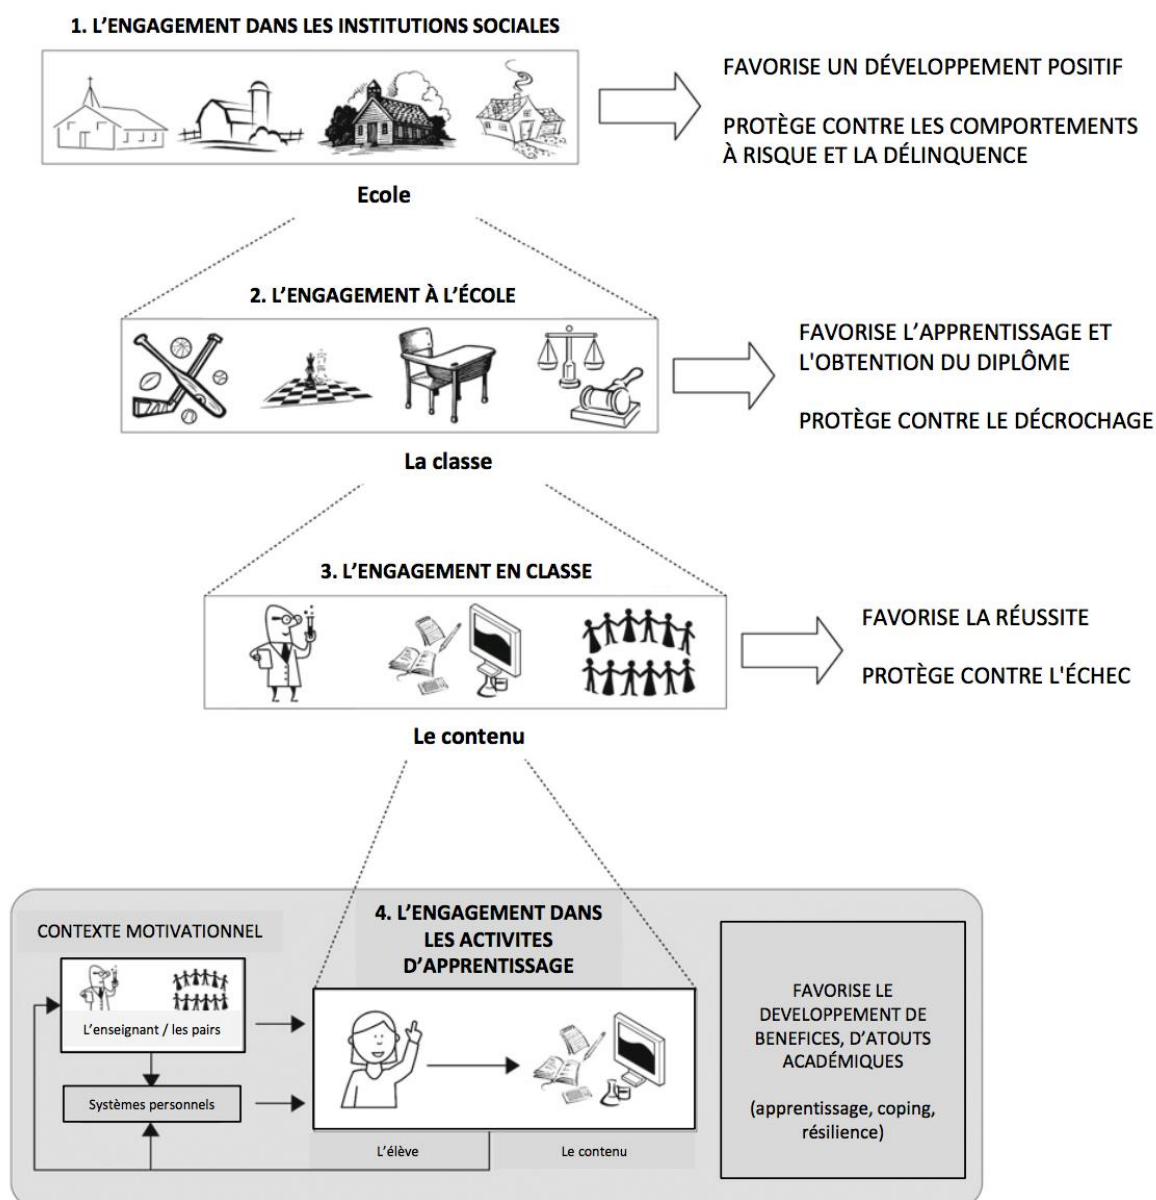 1. L’ENGAGEMENT DANS LES INSTITUTIONS SOCIALES
FAVORISE UN DÉVELOPPEMENT POSITIF
PROTÈGE CONTRE LES COMPORTEMENTS
À RISQUE ET LA DÉLINQUENCE
Ecole
2. L’ENGAGEMENT À L’ÉCOLE
FAVORISE L’APPRENTISSAGE ET
L'OBTENTION DU DIPLÔME
PROTÈGE CONTRE LE DÉCROCHAGE
La classe
3. L’ENGAGEMENT EN CLASSE
FAVORISE LA RÉUSSITE
PROTÈGE CONTRE L'ÉCHEC
Le contenu
CONTEXTE MOTIVATIONNEL
L’enseignant / les pairs
Systèmes personnels
4. L’ENGAGEMENT DANS
LES ACTIVITES
D’APPRENTISSAGE
L’élève
Le contenu
FAVORISE LE
DEVELOPPEMENT DE
BENEFICES, D’ATOUTS
ACADÉMIQUES
(apprentissage, coping,
résilience)